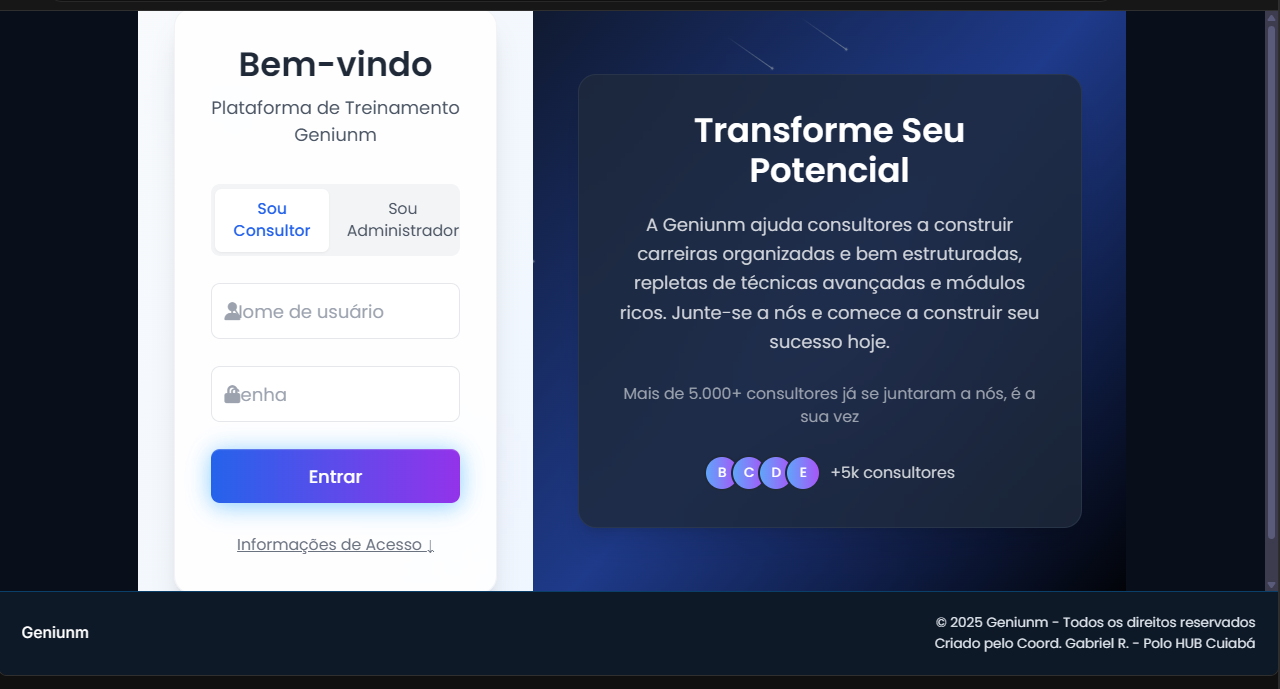 Bem-vindo
Plataforma de Treinamento
Geniunm
Sou
Consultor
Sou
Administrador
Nome de usuário
Senha
Entrar
Informações de Acesso ↓
Transforme Seu
Potencial
A Geniunm ajuda consultores a construir
carreiras organizadas e bem estruturadas,
repletas de técnicas avançadas e módulos
ricos. Junte-se a nós e comece a construir seu
sucesso hoje.
Mais de 5.000+ consultores já se juntaram a nós, é a
sua vez
B C D E +5k consultores
Geniunm
© 2025 Geniunm - Todos os direitos reservados
Criado pelo Coord. Gabriel R. - Polo HUB Cuiabá